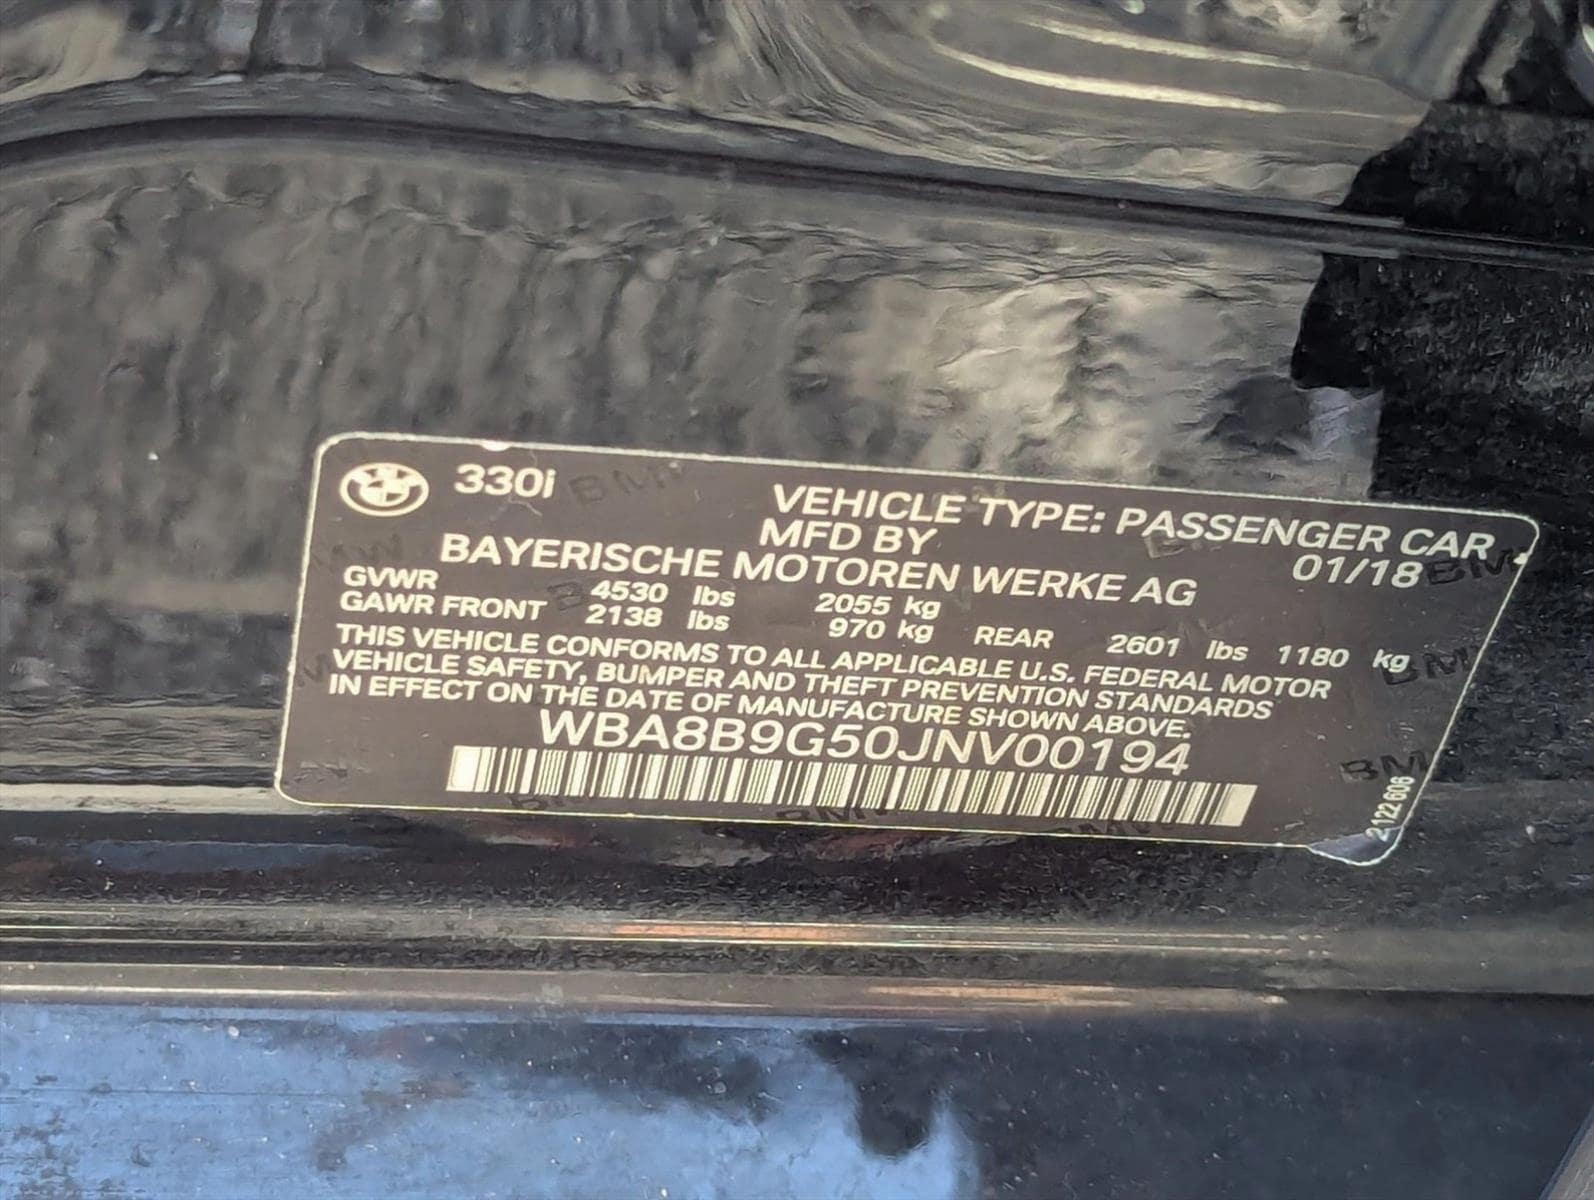 330i
VEHICLE TYPE: PASSENGER CAR
MFD BY 01/18
BAYERISCHE MOTOREN WERKE AG
GVWR 4530 lbs 2055 kg
GAWR FRONT 2138 lbs 970 kg REAR 2601 lbs 1180 kg
THIS VEHICLE CONFORMS TO ALL APPLICABLE U.S. FEDERAL MOTOR
VEHICLE SAFETY, BUMPER AND THEFT PREVENTION STANDARDS
IN EFFECT ON THE DATE OF MANUFACTURE SHOWN ABOVE.
WBA8B9G50JNV00194
2122 606